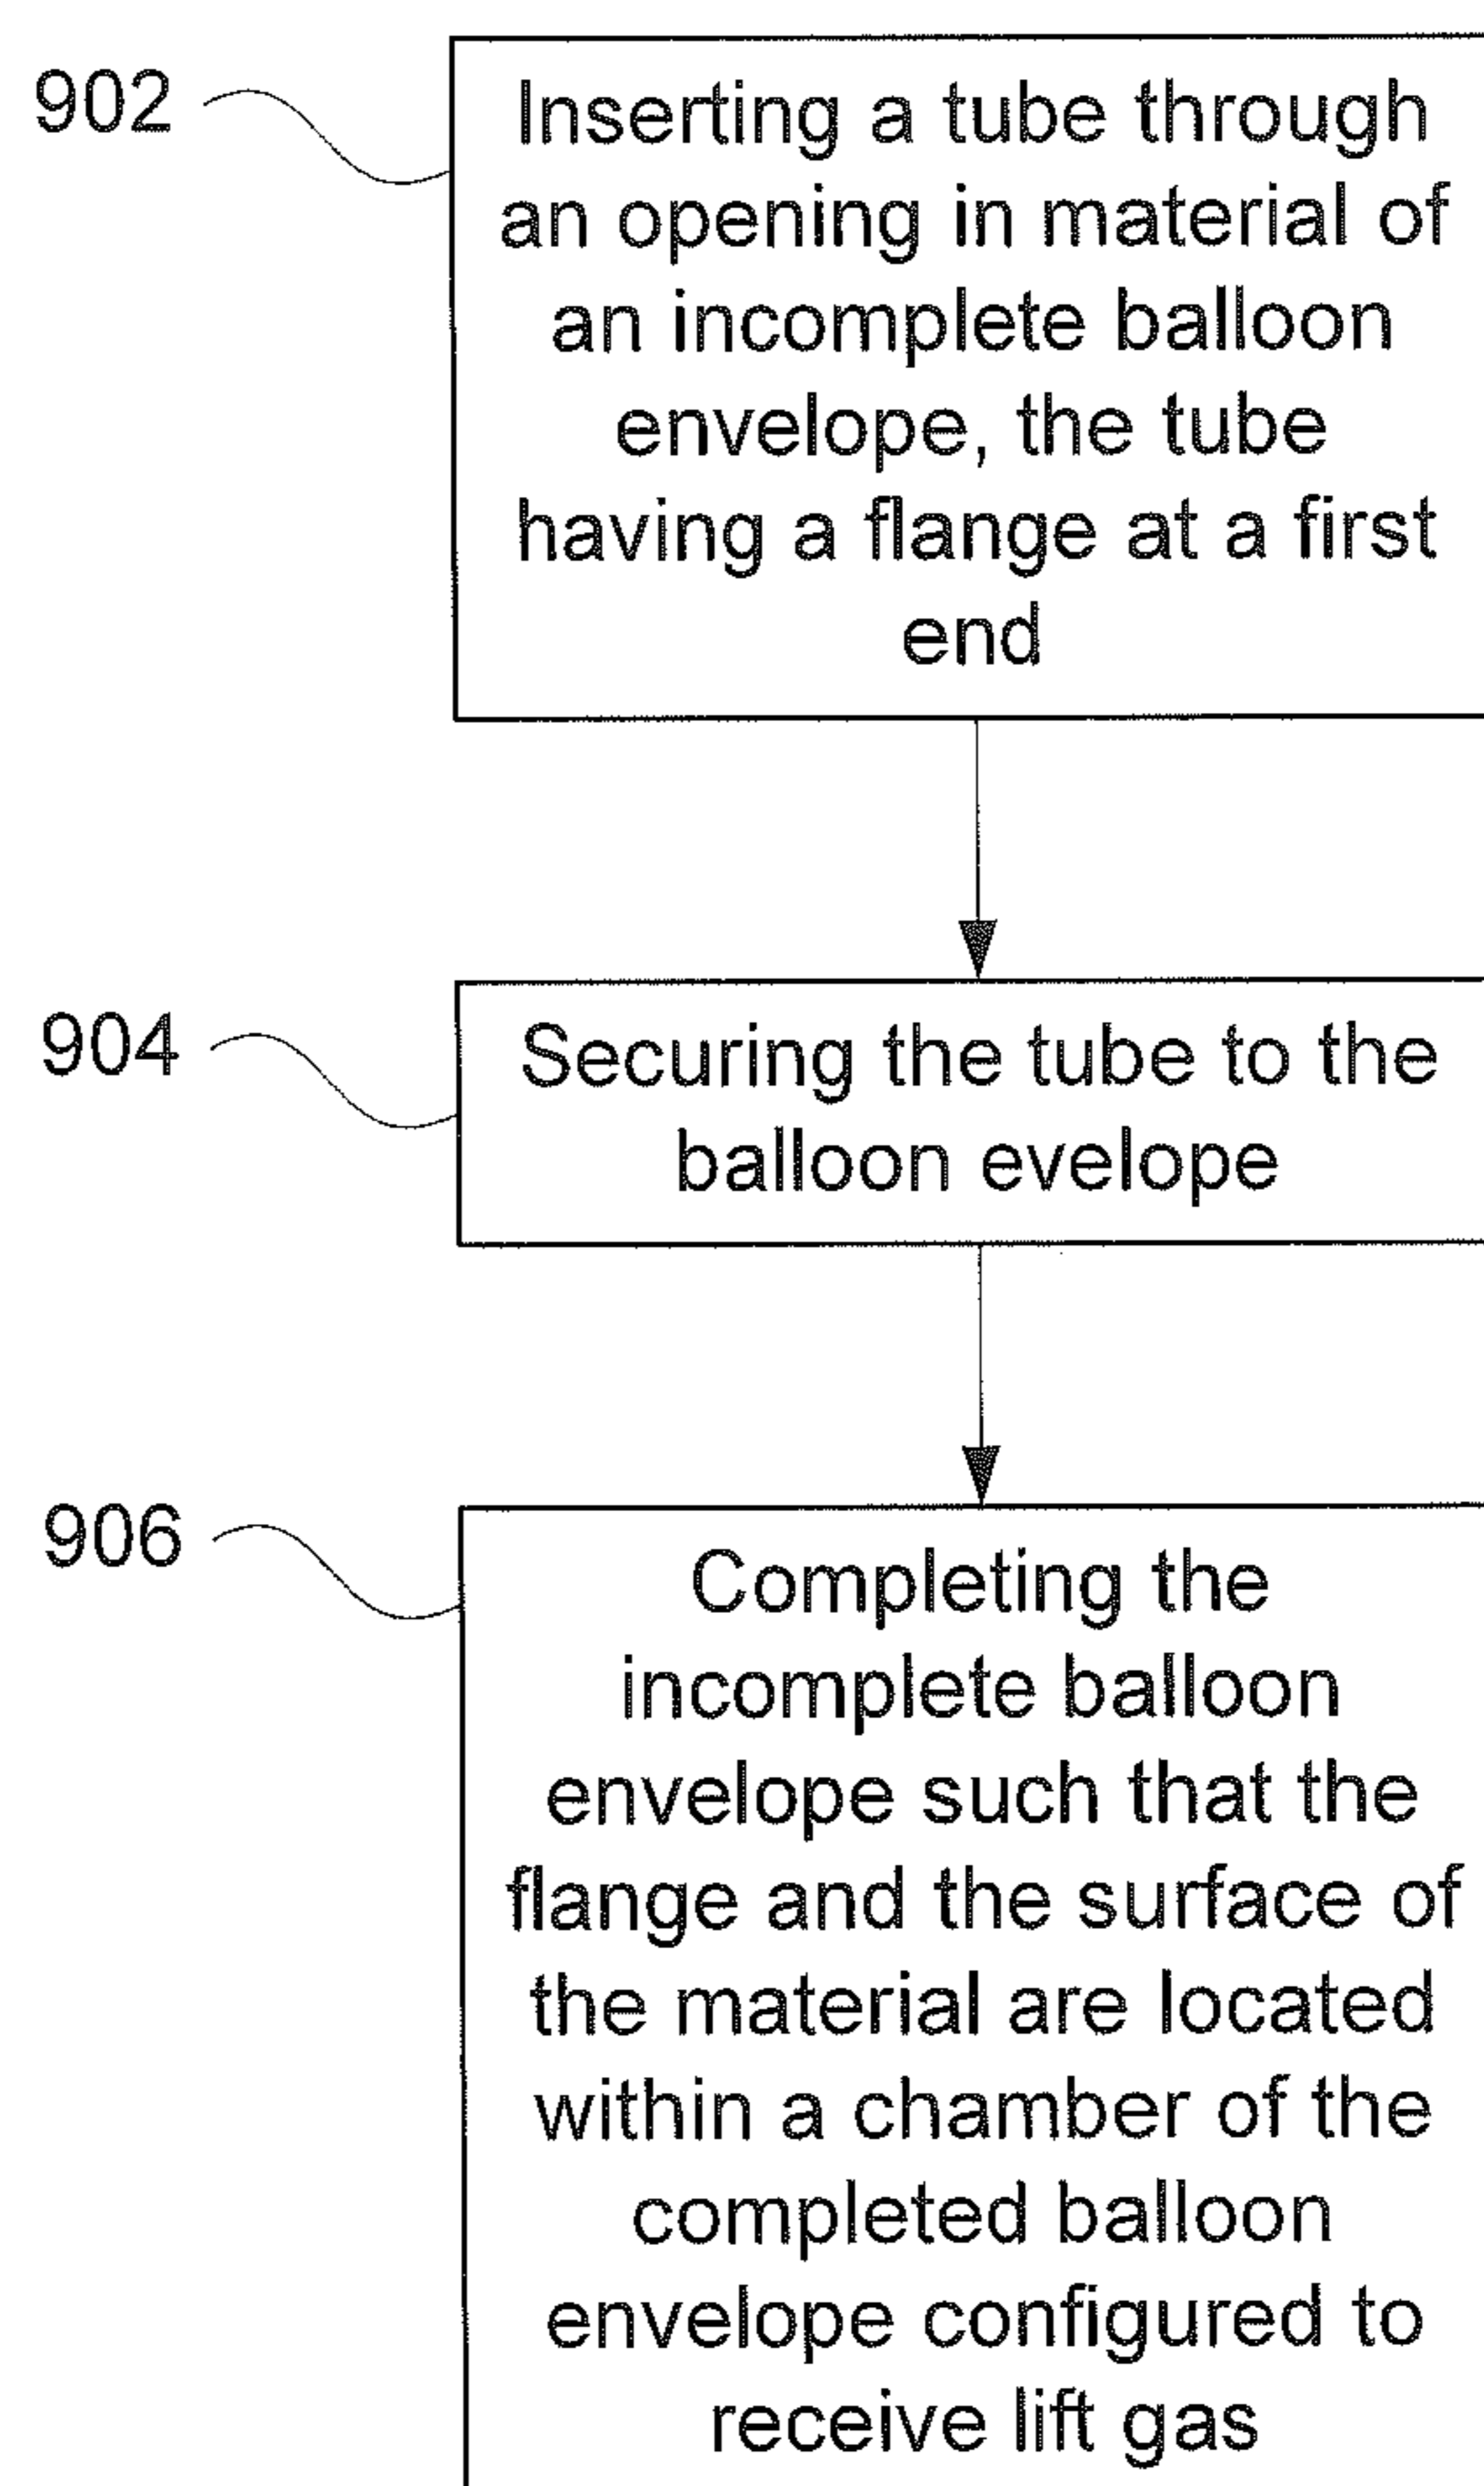 902
Inserting a tube through
an opening in material of
an incomplete balloon
envelope, the tube
having a flange at a first
end
904
Securing the tube to the
balloon evelope
906
Completing the
incomplete balloon
envelope such that the
flange and the surface of
the material are located
within a chamber of the
completed balloon
envelope configured to
receive lift gas